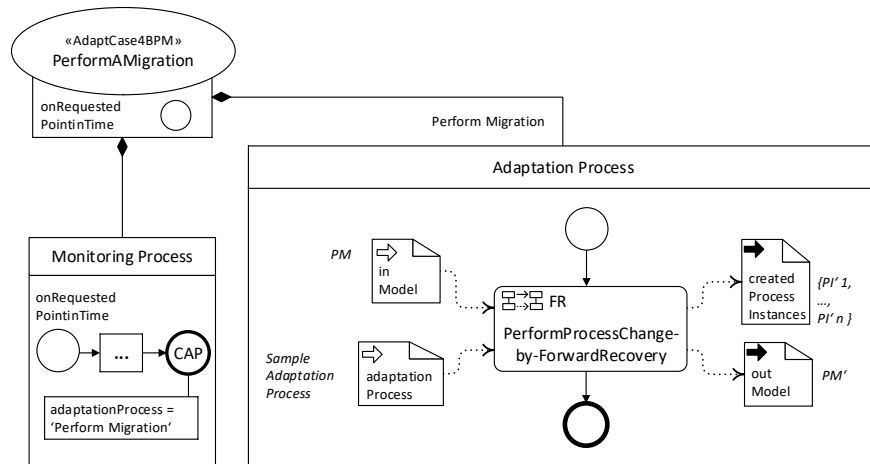 «AdaptCase4BPM»
PerformAMigration
onRequested
PointinTime
Perform Migration
Adaptation Process
Monitoring Process
onRequested
PointinTime
...
CAP
adaptationProcess =
‘Perform Migration‘
PM
in
Model
Sample
Adaptation
Process
adaptation
Process
FR
PerformProcessChange-
by-ForwardRecovery
created
Process
Instances
{PI‘ 1,
…,
PI‘ n }
out
Model
PM‘